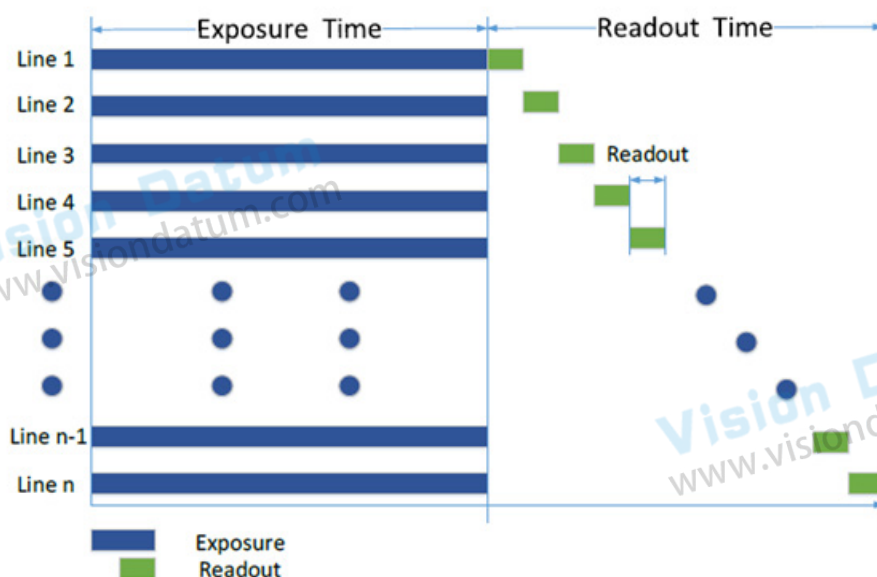 Exposure Time
Readout Time
Line 1
Line 2
Line 3
Readout
Line 4
Line 5
Vision Datum
www.visiondatum.com
Line n-1
Line n
Vision D
www.visiond
Exposure
Readout